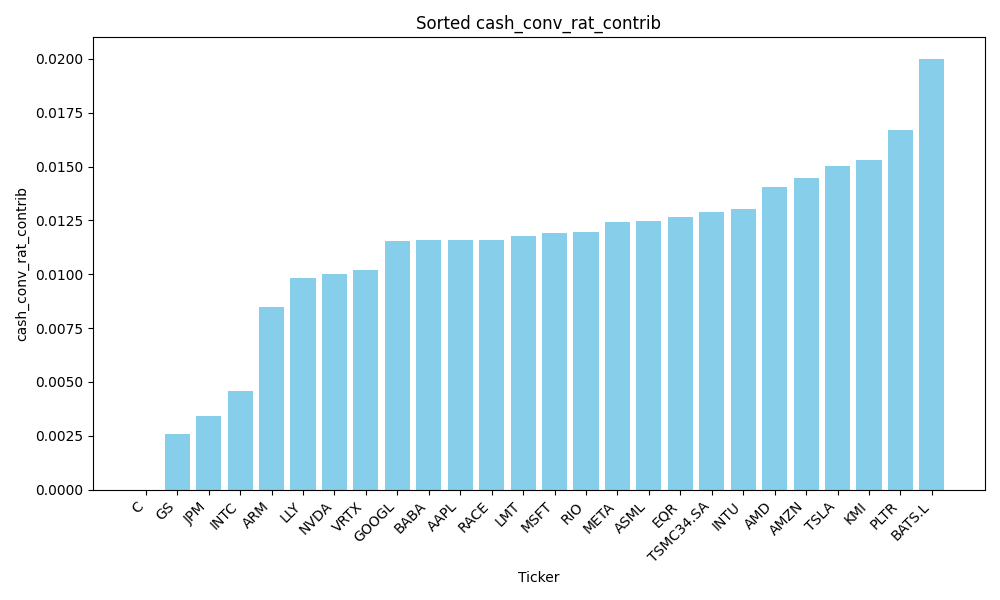 Sorted cash_conv_rat_contrib
cash_conv_rat_contrib
0.0200
0.0175
0.0150
0.0125
0.0100
0.0075
0.0050
0.0025
0.0000
C
GS
JPM
INTC
ARM
LLY
NVDA
VRTX
GOOGL
BABA
AAPL
RACE
LMT
MSFT
RIO
META
ASML
EQR
TSMC34.SA
INTU
AMD
AMZN
TSLA
KMI
PLTR
BATS.L
Ticker